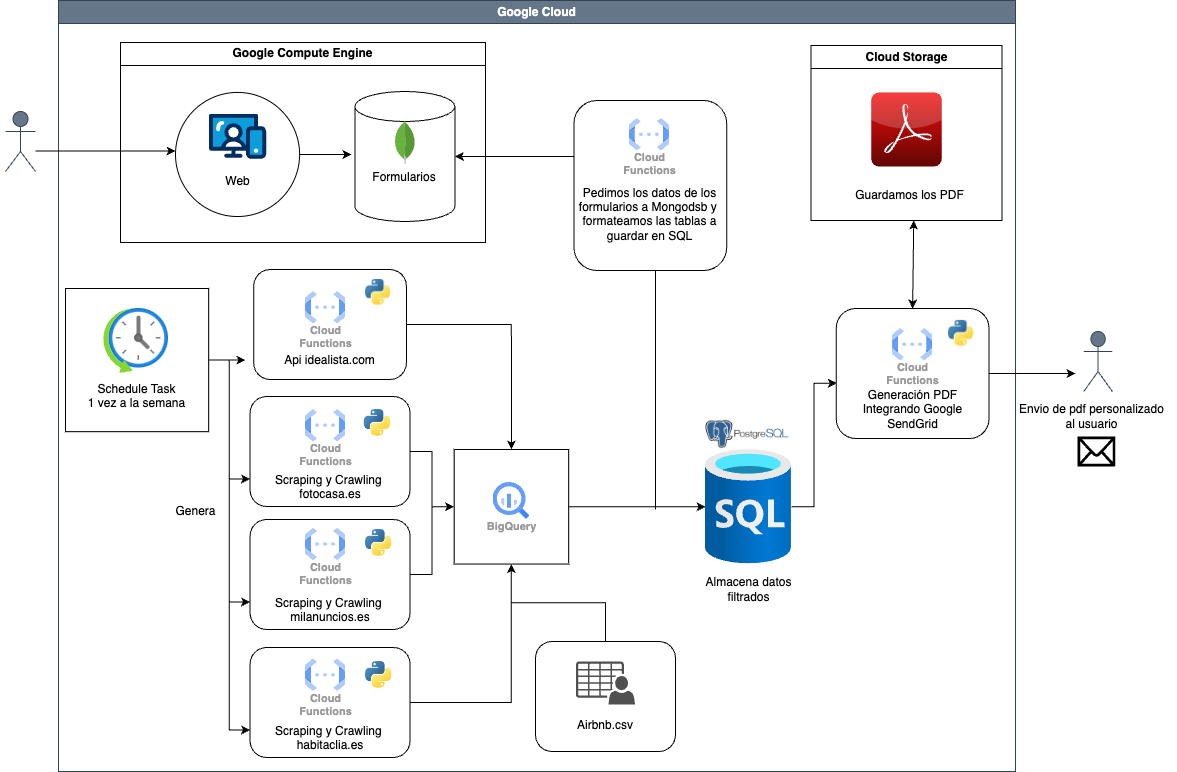 Google Cloud
Google Compute Engine
Web
Formularios
Cloud
Functions
Pedimos los datos de los
formularios a Mongodsb y
formateamos las tablas a
guardar en SQL
Cloud Storage
Guardamos los PDF
Schedule Task
1 vez a la semana
Genera
Cloud
Functions
Api idealista.com
Cloud
Functions
Scraping y Crawling
fotocasa.es
Cloud
Functions
Scraping y Crawling
milanuncios.es
Cloud
Functions
Scraping y Crawling
habitaclia.es
BigQuery
Airbnb.csv
PostgreSQL
SQL
Almacena datos
filtrados
Cloud
Functions
Generación PDF
Integrando Google
SendGrid
Envio de pdf personalizado
al usuario